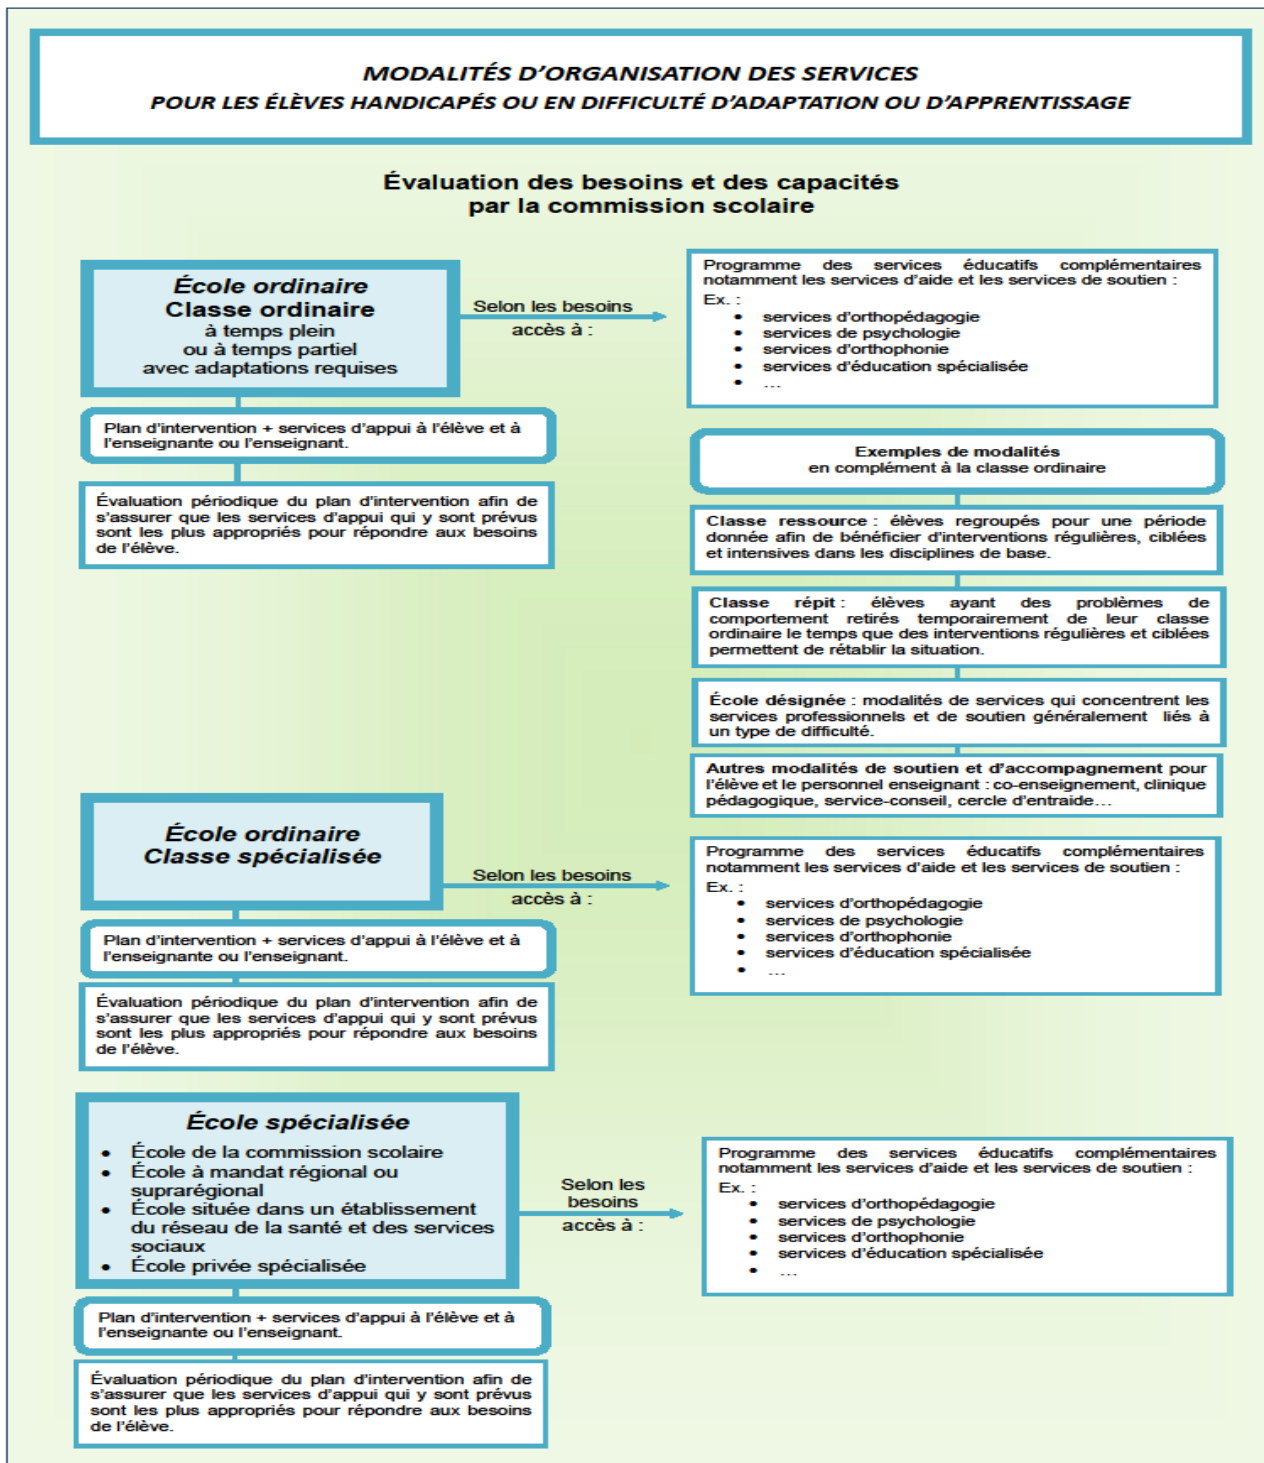 MODALITÉS D'ORGANISATION DES SERVICES
POUR LES ÉLÈVES HANDICAPÉS OU EN DIFFICULTÉ D'ADAPTATION OU D'APPRENTISSAGE
Évaluation des besoins et des capacités
par la commission scolaire
École ordinaire
Classe ordinaire
à temps plein
ou à temps partiel
avec adaptations requises
Selon les besoins
accès à :
Programme des services éducatifs complémentaires
notamment les services d'aide et les services de soutien :
Ex. :
• services d'orthopédagogie
• services de psychologie
• services d'orthophonie
• services d'éducation spécialisée
• …
Plan d'intervention + services d'appui à l'élève et à
l'enseignante ou l'enseignant.
Évaluation périodique du plan d'intervention afin de
s'assurer que les services d'appui qui y sont prévus
sont les plus appropriés pour répondre aux besoins
de l'élève.
Exemples de modalités
en complément à la classe ordinaire
Classe ressource : élèves regroupés pour une période
donnée afin de bénéficier d'interventions régulières, ciblées
et intensives dans les disciplines de base.
Classe répit : élèves ayant des problèmes de
comportement retirés temporairement de leur classe
ordinaire le temps que des interventions régulières et ciblées
permettent de rétablir la situation.
École désignée : modalités de services qui concentrent les
services professionnels et de soutien généralement liés à
un type de difficulté.
Autres modalités de soutien et d'accompagnement pour
l'élève et le personnel enseignant : co-enseignement, clinique
pédagogique, service-conseil, cercle d'entraide…
École ordinaire
Classe spécialisée
Selon les besoins
accès à :
Programme des services éducatifs complémentaires
notamment les services d'aide et les services de soutien :
Ex. :
• services d'orthopédagogie
• services de psychologie
• services d'orthophonie
• services d'éducation spécialisée
• …
Plan d'intervention + services d'appui à l'élève et à
l'enseignante ou l'enseignant.
Évaluation périodique du plan d'intervention afin de
s'assurer que les services d'appui qui y sont prévus
sont les plus appropriés pour répondre aux besoins
de l'élève.
École spécialisée
• École de la commission scolaire
• École à mandat régional ou
suprarégional
• École située dans un établissement
du réseau de la santé et des services
sociaux
• École privée spécialisée
Selon les
besoins
accès à :
Programme des services éducatifs complémentaires
notamment les services d'aide et les services de soutien :
Ex. :
• services d'orthopédagogie
• services de psychologie
• services d'orthophonie
• services d'éducation spécialisée
• …
Plan d'intervention + services d'appui à l'élève et à
l'enseignante ou l'enseignant.
Évaluation périodique du plan d'intervention afin de
s'assurer que les services d'appui qui y sont prévus
sont les plus appropriés pour répondre aux besoins
de l'élève.